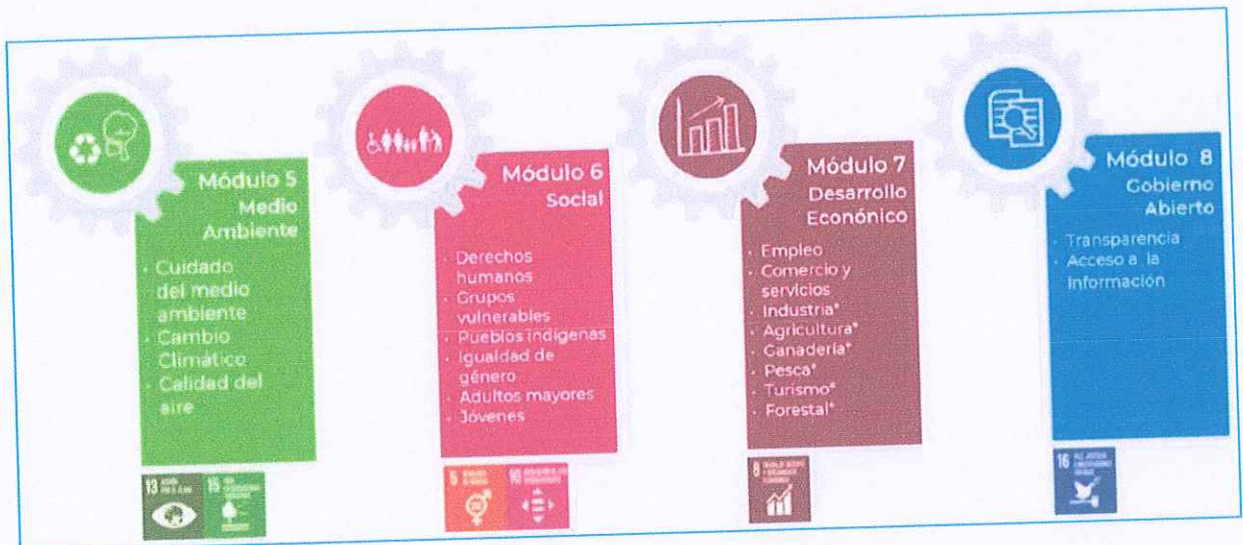 Módulo 5
Medio
Ambiente
· Cuidado
del medio
ambiente
· Cambio
Climático
· Calidad del
aire
13
15
Módulo 6
Social
· Derechos
humanos
· Grupos
vulnerables
· Pueblos indígenas
· Igualdad de
género
· Adultos mayores
· Jóvenes
5
10
Módulo 7
Desarrollo
Econónico
· Empleo
· Comercio y
servicios
· Industria*
· Agricultura*
· Canadería*
· Pesca*
· Turismo*
· Forestal*
8
Módulo 8
Gobierno
Abierto
· Transparencia
· Acceso a la
Información
16